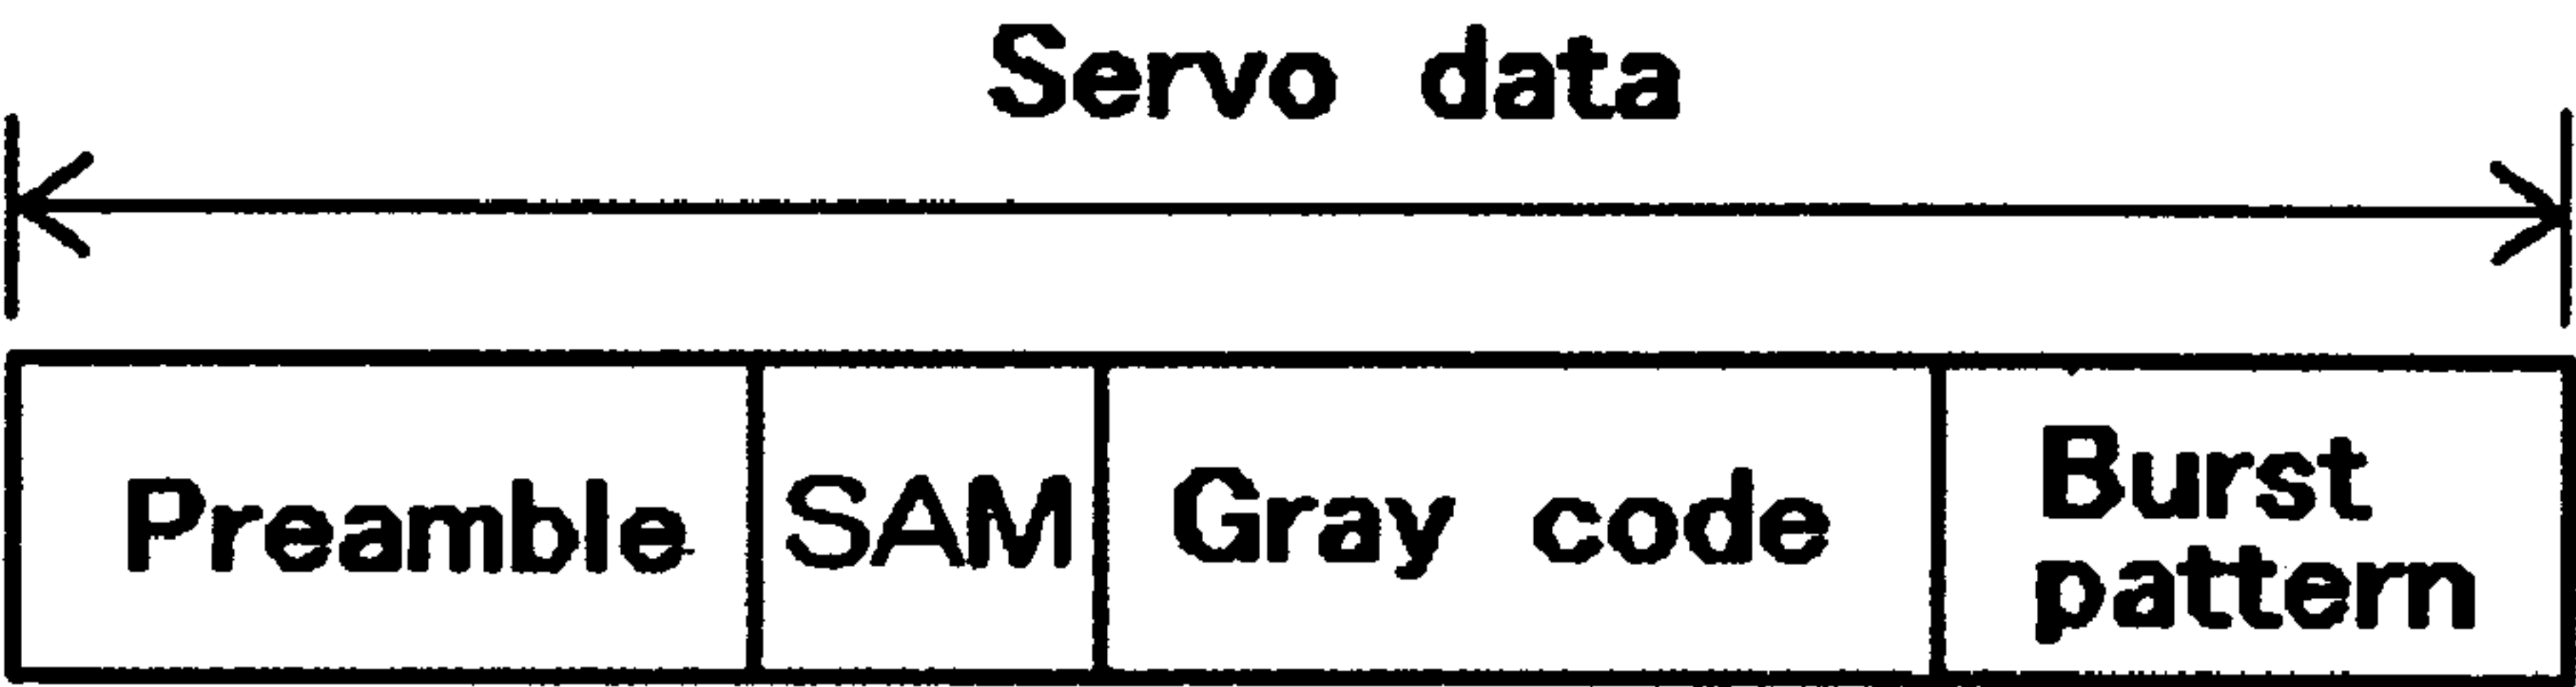 Servo data
Preamble
SAM
Gray code
Burst
pattern